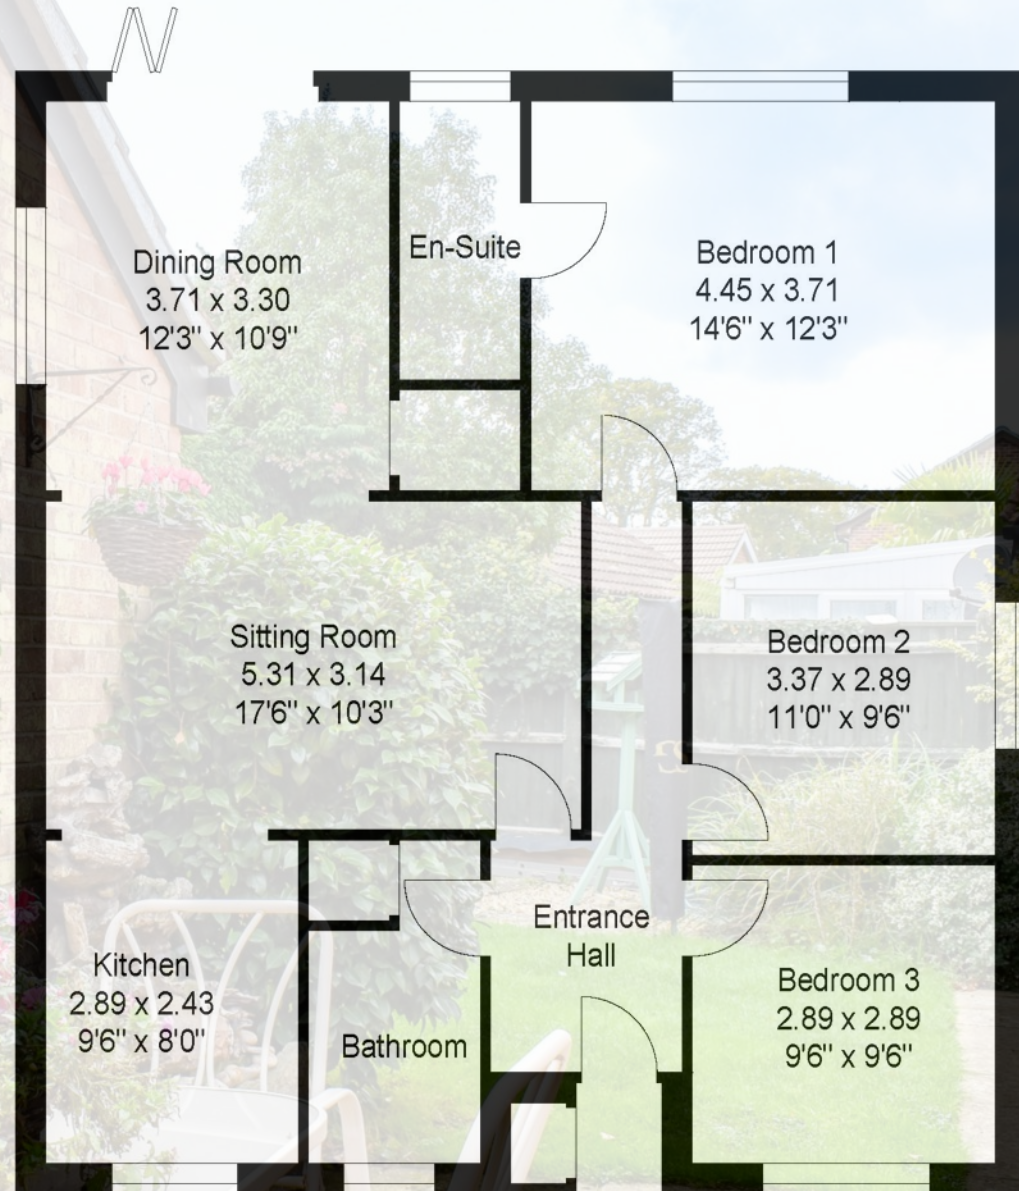 Dining Room
3.71 x 3.30
12'3" x 10'9"
En-Suite
Bedroom 1
4.45 x 3.71
14'6" x 12'3"
Sitting Room
5.31 x 3.14
17'6" x 10'3"
Bedroom 2
3.37 x 2.89
11'0" x 9'6"
Entrance
Hall
Kitchen
2.89 x 2.43
9'6" x 8'0"
Bathroom
Bedroom 3
2.89 x 2.89
9'6" x 9'6"